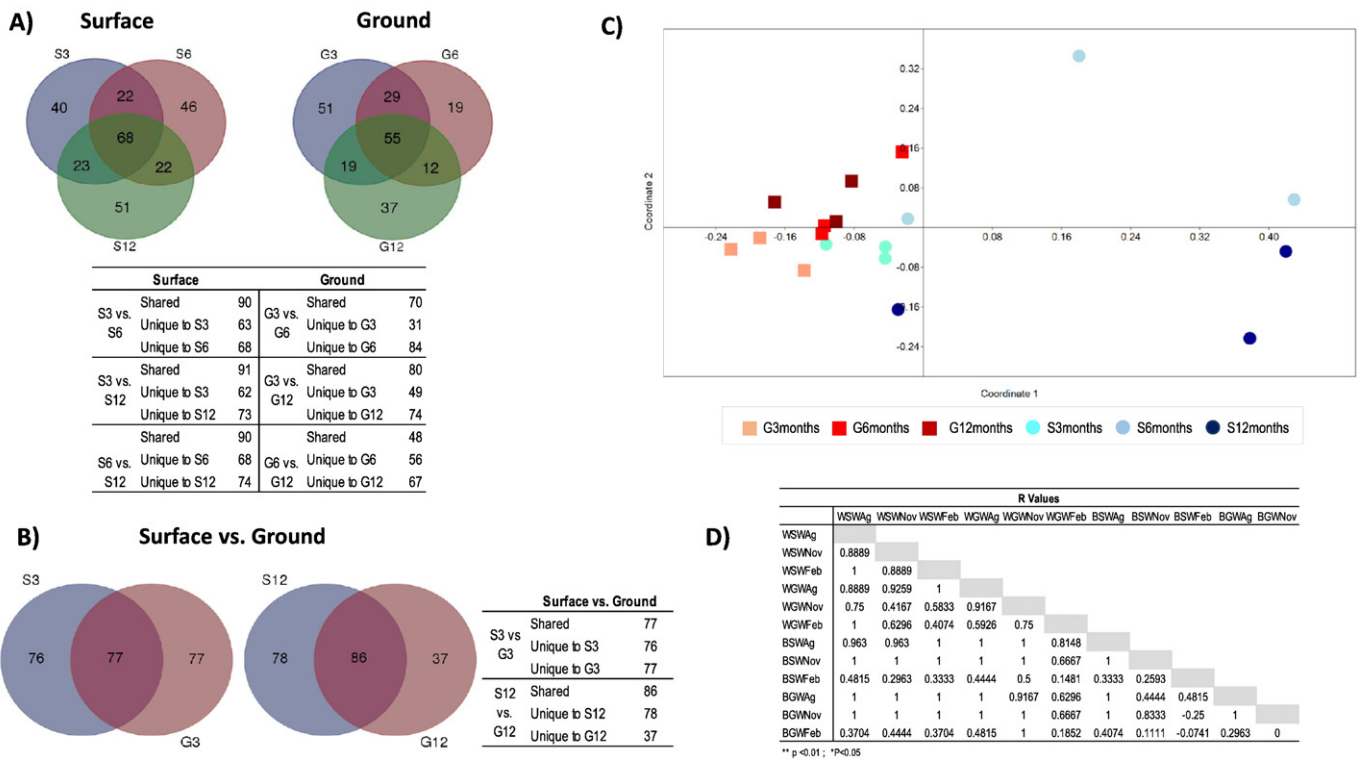 A)
Surface
Ground
S3
S6
40
22
46
68
23
22
51
S12
G3
G6
51
29
19
55
19
12
37
G12
Surface Ground
S3 vs. S6 Shared 90 G3 vs. G6 Shared 70
Unique to S3 63 Unique to G3 31
Unique to S6 68 Unique to G6 84
S3 vs. S12 Shared 91 G3 vs. G12 Shared 80
Unique to S3 62 Unique to G3 49
Unique to S12 73 Unique to G12 74
S6 vs. S12 Shared 90 G6 vs. G12 Shared 48
Unique to S6 68 Unique to G6 56
Unique to S12 74 Unique to G12 67
B)
Surface vs. Ground
S3
76
77
77
G3
S12
78
86
37
G12
Surface vs. Ground
S3 vs G3 Shared 77
Unique to S3 76
Unique to G3 77
S12 vs. G12 Shared 86
Unique to S12 78
Unique to G12 37
C)
Coordinate 2
0.32
0.24
0.16
0.08
-0.08
-0.16
-0.24
-0.24 -0.16 -0.08 0.08 0.16 0.24 0.32 0.40
Coordinate 1
G3months G6months G12months S3months S6months S12months
D)
R Values
WSWAg WSWNov WSWFeb WGWAg WGWNov WGWFeb BSWAg BSWNov BSWFeb BGWAg BGWNov
WSWAg
WSWNov 0.8889
WSWFeb 1 0.8889
WGWAg 0.8889 0.9259 1
WGWNov 0.75 0.4167 0.5833 0.9167
WGWFeb 1 0.6296 0.4074 0.5926 0.75
BSWAg 0.963 0.963 1 1 1 0.8148
BSWNov 1 1 1 1 1 0.6667 1
BSWFeb 0.4815 0.2963 0.3333 0.4444 0.5 0.1481 0.3333 0.2593
BGWAg 1 1 1 1 0.9167 0.6296 1 0.4444 0.4815
BGWNov 1 1 1 1 1 0.6667 1 0.8333 -0.25 1
BGWFeb 0.3704 0.4444 0.3704 0.4815 1 0.1852 0.4074 0.1111 -0.0741 0.2963 0
** p <0.01 ; *P<0.05